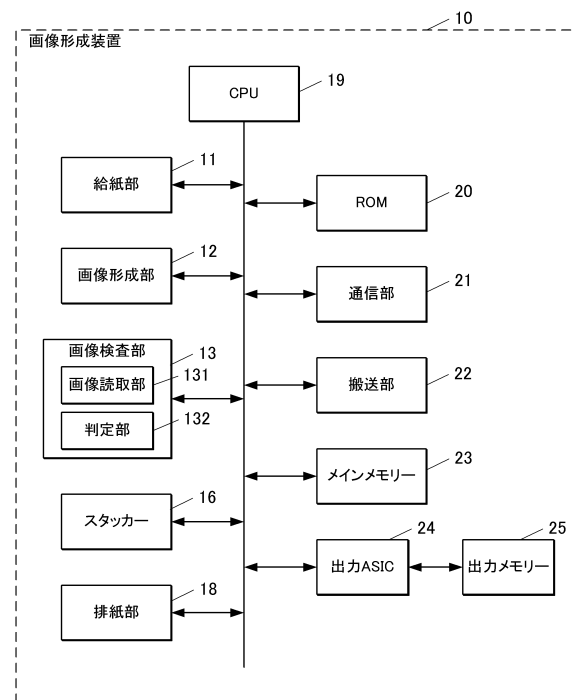 10
画像形成装置
CPU
19
給紙部
11
ROM
20
画像形成部
12
通信部
21
画像検査部
13
画像読取部
131
判定部
132
搬送部
22
メインメモリー
23
スタッカー
16
出力ASIC
24
出力メモリー
25
排紙部
18